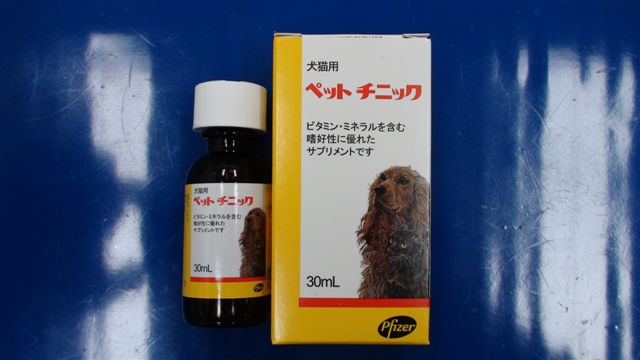 犬猫用
ペット チニック
ビタミン・ミネラルを含む
嗜好性に優れた
サプリメントです
30mL
Pfizer
犬猫用
ペット チニック
ビタミン・ミネラルを含む
嗜好性に優れた
サプリメントです
30mL
Pfizer